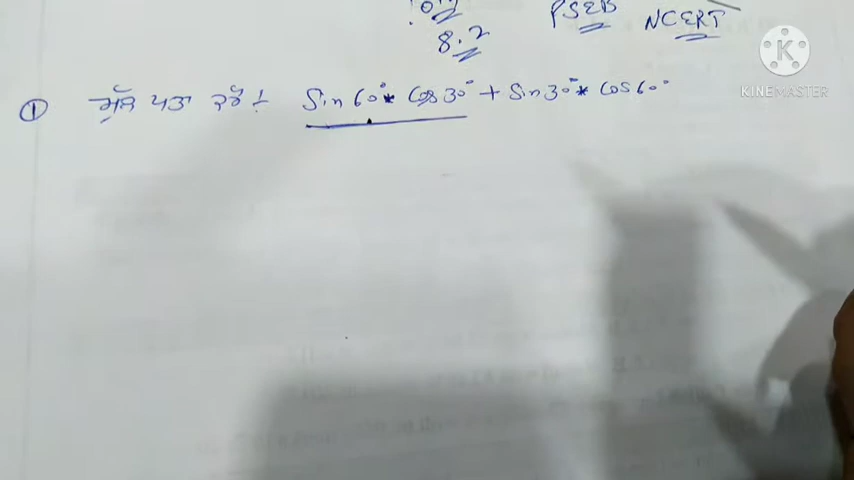 8.2 PSEB NCERT
KINEMASTER
① ਮੁੱਲ ਪਤਾ ਕਰੋ :- Sin 60° * Cos 30° + Sin 30° * Cos 60°